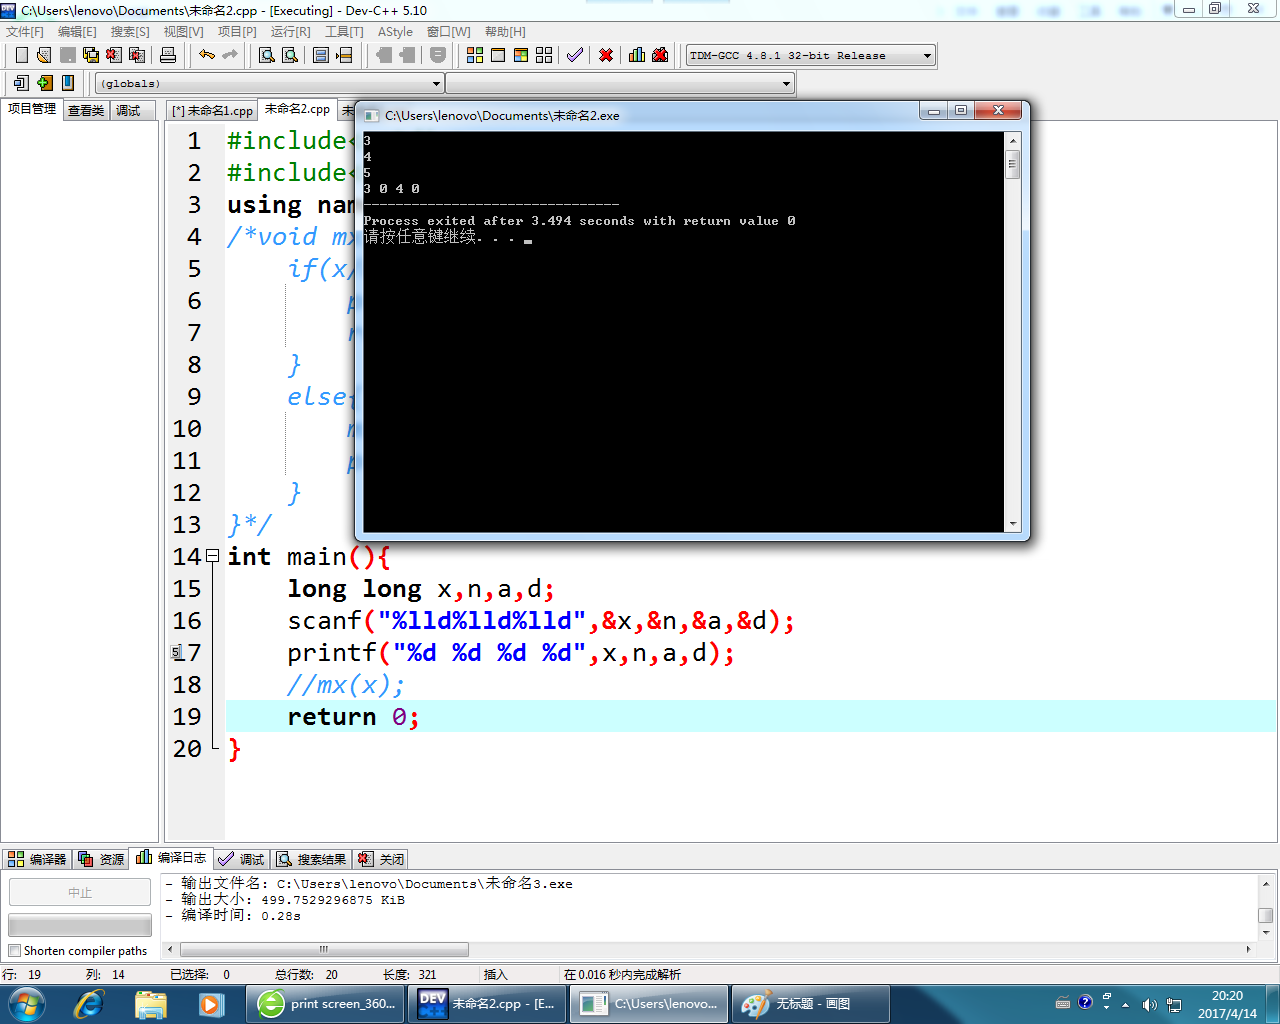 C:\Users\lenovo\Documents\未命名2.cpp - [Executing] - Dev-C++ 5.10
文件[F] 编辑[E] 搜索[S] 视图[V] 项目[P] 运行[R] 工具[T] AStyle 窗口[W] 帮助[H]
TDM-GCC 4.8.1 32-bit Release
(globals)
项目管理 查看类 调试
[*] 未命名1.cpp 未命名2.cpp 未
C:\Users\lenovo\Documents\未命名2.exe
3
4
5
3 0 4 0
--------------------------------
Process exited after 3.494 seconds with return value 0
请按任意键继续. . .
1 #include<
2 #include<
3 using nam
4 /*void mx
5 if(x/
6
7
8 }
9 else{
10
11
12 }
13 }*/
14 int main(){
15 long long x,n,a,d;
16 scanf("%lld%lld%lld",&x,&n,&a,&d);
17 printf("%d %d %d %d",x,n,a,d);
18 //mx(x);
19 return 0;
20 }
编译器 资源 编译日志 调试 搜索结果 关闭
中止
Shorten compiler paths
- 输出文件名: C:\Users\lenovo\Documents\未命名3.exe
- 输出大小: 499.7529296875 KiB
- 编译时间: 0.28s
行: 19 列: 14 已选择: 0 总行数: 20 长度: 321 插入 在 0.016 秒内完成解析
print screen_360... 未命名2.cpp - [E... C:\Users\lenovo... 无标题 - 画图
20:20
2017/4/14